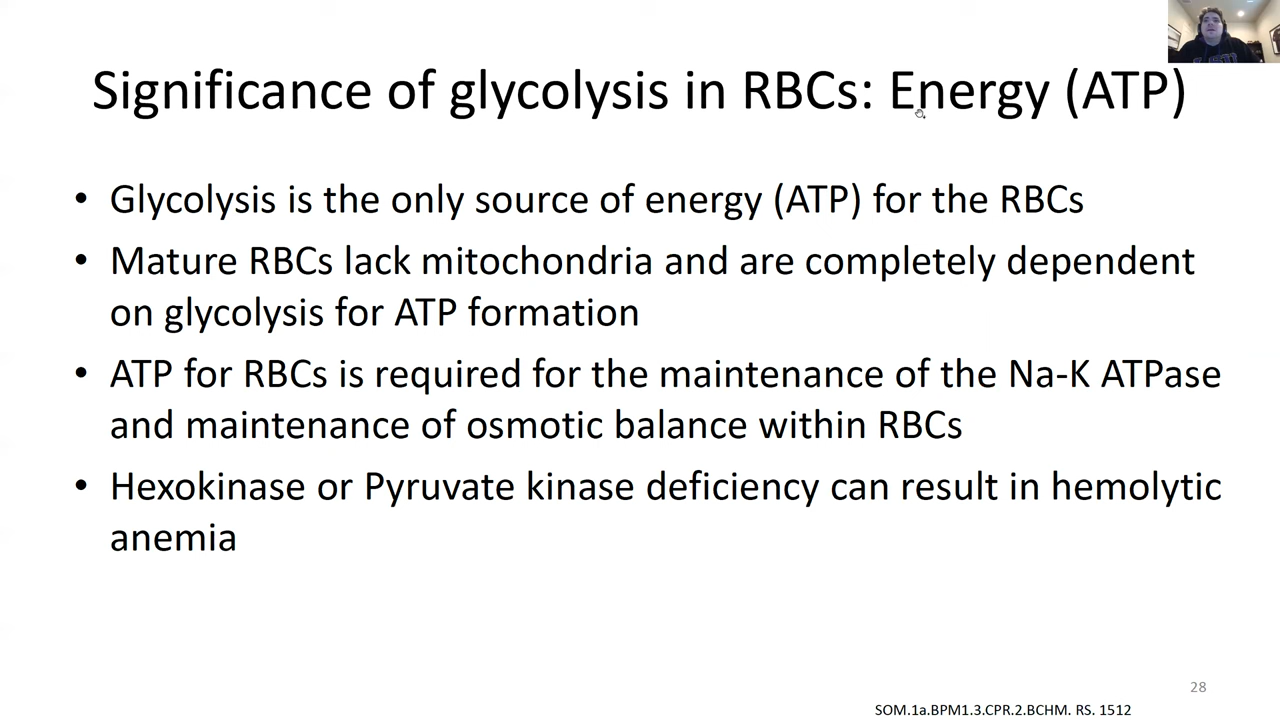 Significance of glycolysis in RBCs: Energy (ATP)
• Glycolysis is the only source of energy (ATP) for the RBCs
• Mature RBCs lack mitochondria and are completely dependent
on glycolysis for ATP formation
• ATP for RBCs is required for the maintenance of the Na-K ATPase
and maintenance of osmotic balance within RBCs
• Hexokinase or Pyruvate kinase deficiency can result in hemolytic
anemia
28
SOM.1a.BPM1.3.CPR.2.BCHM. RS. 1512